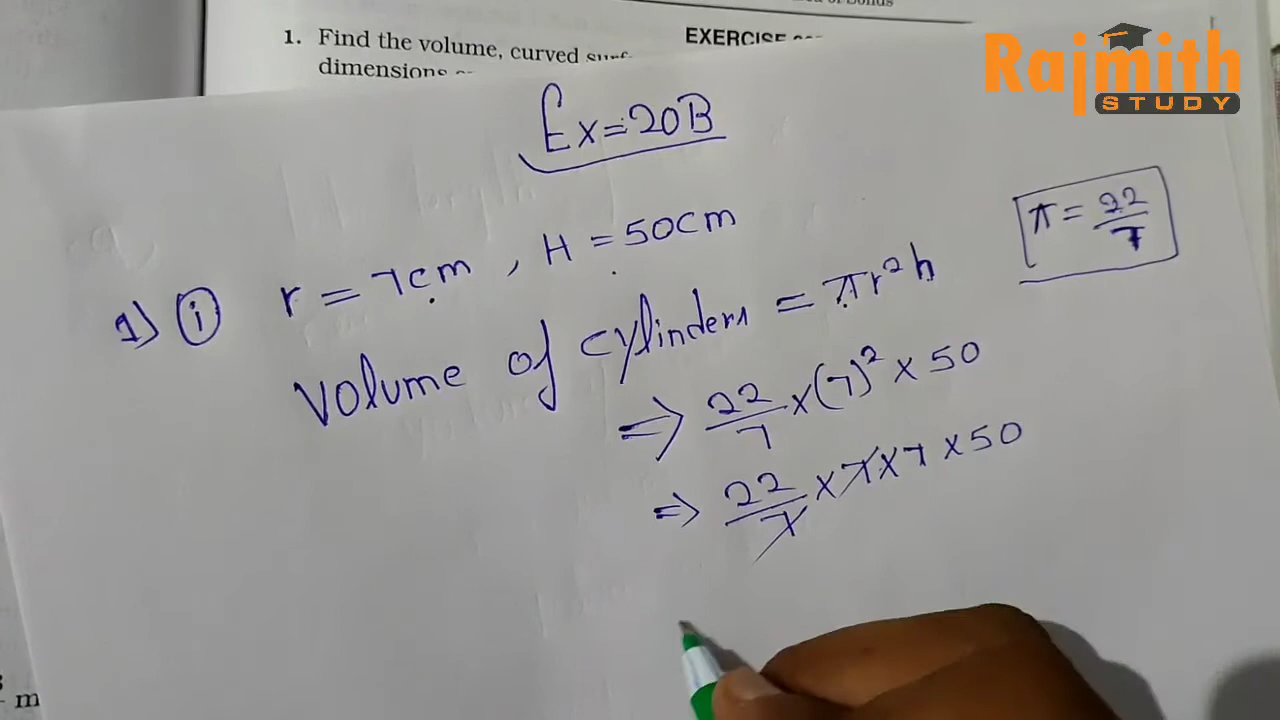 EXERCISE
1. Find the volume, curved
dimensions
Rajmith
STUDY
Ex=20B
π = 22/7
1) (i) r = 7cm, H = 50cm
Volume of cylinders = πr²h
⇒ 22/7 × (7)² × 50
⇒ 22/7 × 7 × 7 × 50
m